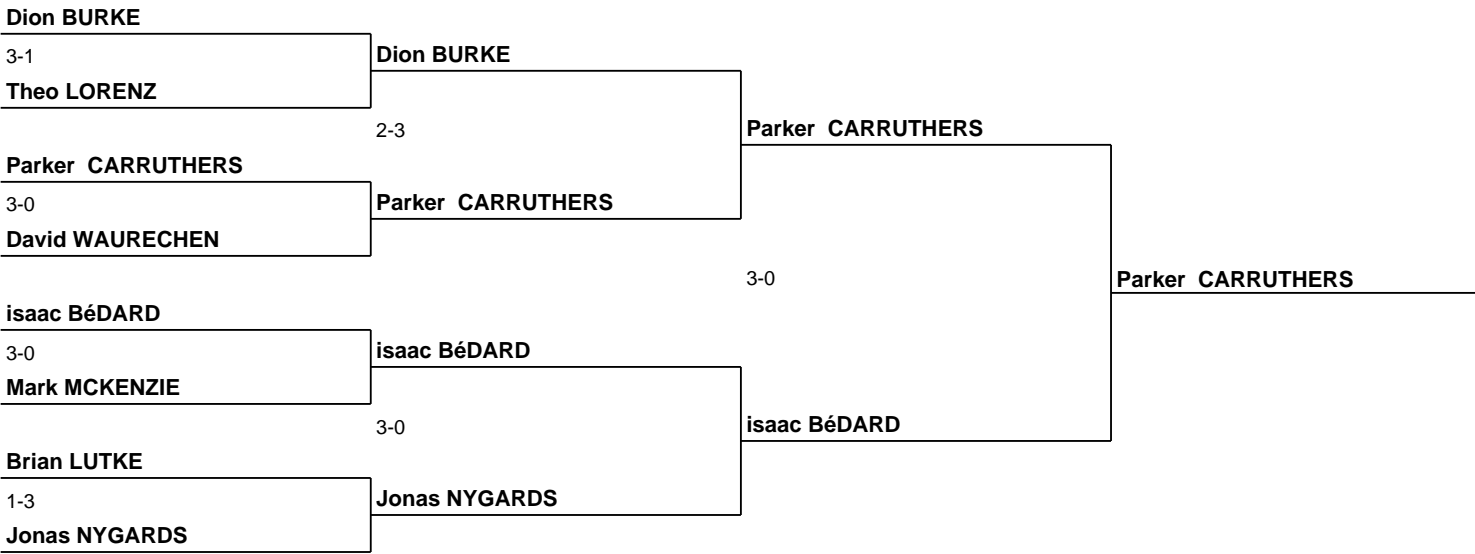 Dion BURKE
3-1
Dion BURKE
Theo LORENZ
2-3
Parker  CARRUTHERS
Parker  CARRUTHERS
3-0
Parker  CARRUTHERS
David WAURECHEN
3-0
Parker  CARRUTHERS
isaac BéDARD
3-0
isaac BéDARD
Mark MCKENZIE
3-0
isaac BéDARD
Brian LUTKE
1-3
Jonas NYGARDS
Jonas NYGARDS